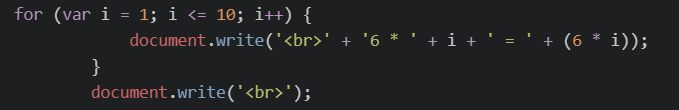 for (var i = 1; i <= 10; i++) {
document.write('<br>' + '6 * ' + i + ' = ' + (6 * i));
}
document.write('<br>');